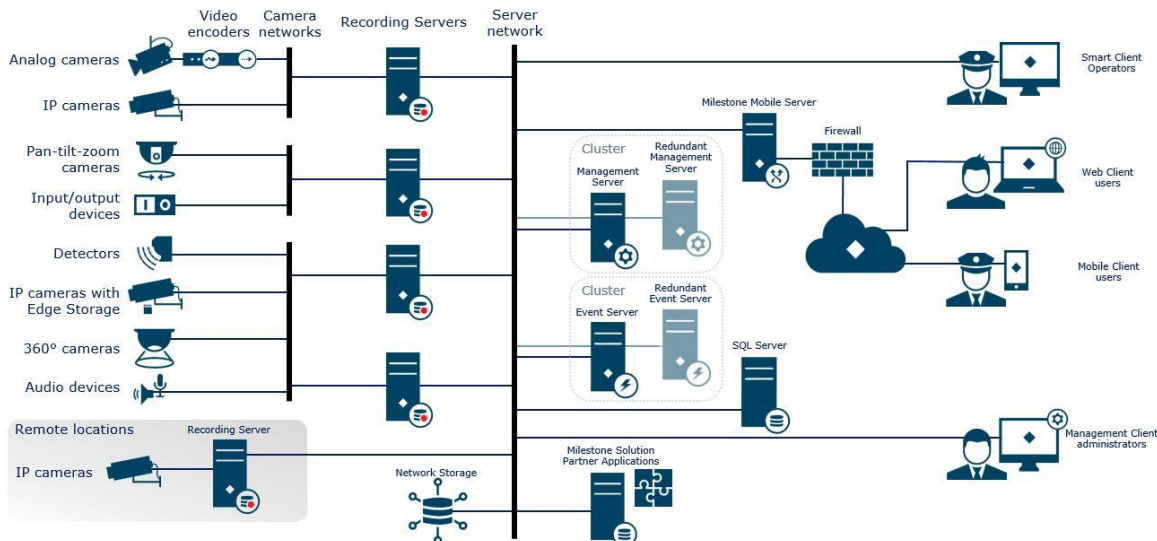 Video
encoders
Camera
networks
Recording Servers
Server
network
Analog cameras
IP cameras
Pan-tilt-zoom
cameras
Input/output
devices
Detectors
IP cameras with
Edge Storage
360° cameras
Audio devices
Remote locations
Recording Server
IP cameras
Network Storage
Milestone Solution
Partner Applications
Cluster
Management
Server
Redundant
Management
Server
Cluster
Event Server
Redundant
Event Server
Milestone Mobile Server
Firewall
SQL Server
Smart Client
Operators
Web Client
users
Mobile Client
users
Management Client
administrators